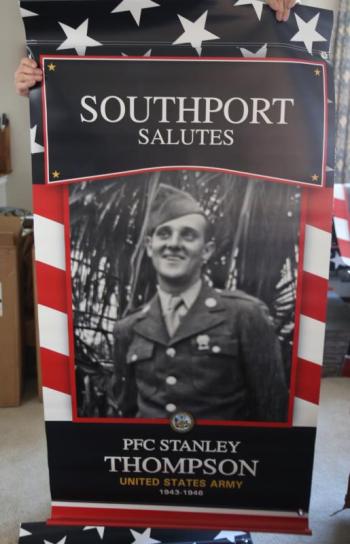 SOUTHPORT
SALUTES
PFC STANLEY
THOMPSON
UNITED STATES ARMY
1943-1946